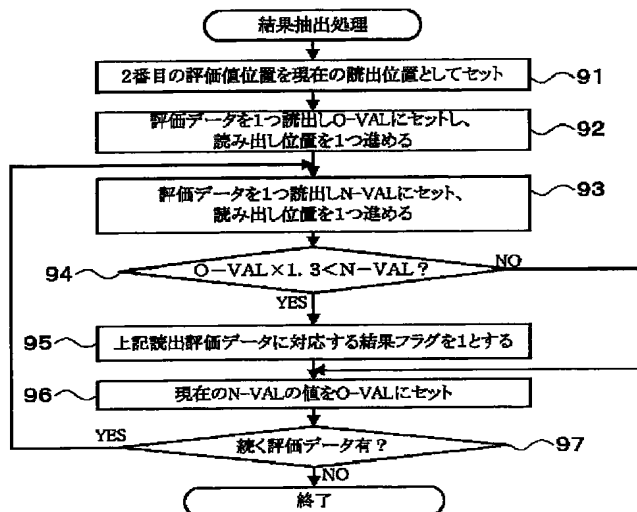 結果抽出処理
2番目の評価値位置を現在の読出位置としてセット
91
評価データを1つ読出しO-VALにセットし、
読み出し位置を1つ進める
92
評価データを1つ読出しN-VALにセット、
読み出し位置を1つ進める
93
O-VAL×1.3<N-VAL?
94
NO
YES
上記読出評価データに対応する結果フラグを1とする
95
現在のN-VALの値をO-VALにセット
96
YES
続く評価データ有?
97
NO
終了